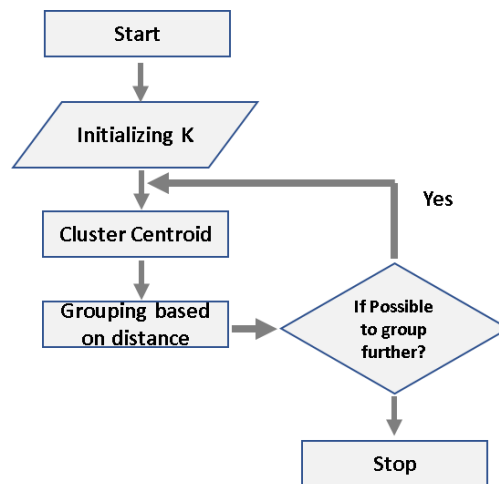 Start
Initializing K
Yes
Cluster Centroid
Grouping based
on distance
If Possible
to group
further?
Stop